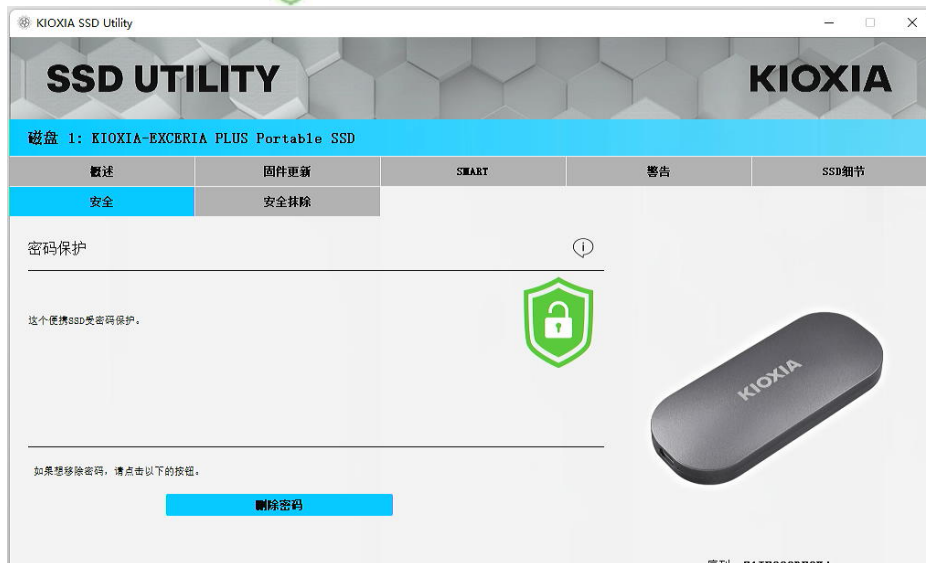 KIOXIA SSD Utility
SSD UTILITY
KIOXIA
磁盘 1: KIOXIA-EXCERIA PLUS Portable SSD
概述 固件更新 SMART 警告 SSD细节
安全 安全抹除
密码保护
这个便携SSD受密码保护。
KIOXIA
如果想移除密码，请点击以下的按钮。
删除密码